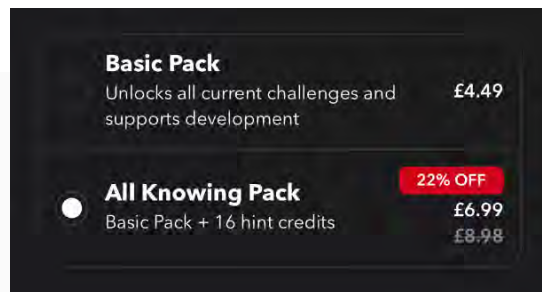 Basic Pack
Unlocks all current challenges and
supports development
£4.49
22% OFF
All Knowing Pack
Basic Pack + 16 hint credits
£6.99
£8.98